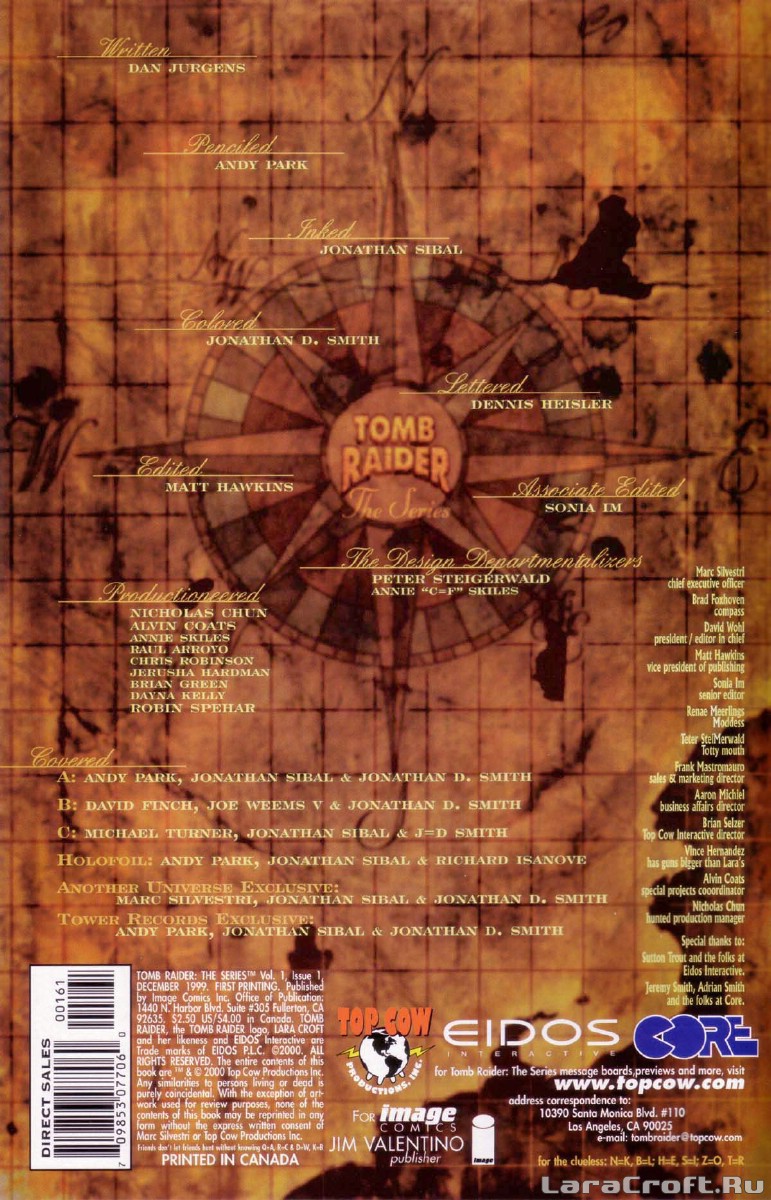 Written
DAN JURGENS
N
Penciled
ANDY PARK
Inked
JONATHAN SIBAL
NW
Colored
JONATHAN D. SMITH
Lettered
DENNIS HEISLER
TOMB
RAIDER
The Series
W
E
Edited
MATT HAWKINS
Associate Edited
SONIA IM
The Design Departmentalizers
PETER STEIGERWALD
ANNIE "C=F" SKILES
Productioneered
NICHOLAS CHUN
ALVIN COATS
ANNIE SKILES
RAUL ARROYO
CHRIS ROBINSON
JERUSHA HARDMAN
BRIAN GREEN
DAYNA KELLY
ROBIN SPEHAR
Marc Silvestri
chief executive officer
Brad Foxhoven
compass
David Wohl
president / editor in chief
Matt Hawkins
vice president of publishing
Sonia Im
senior editor
Renae Meerlings
Moddess
Teter SteiMerwald
Totty mouth
Frank Mastromauro
sales & marketing director
Aaron Michiel
business affairs director
Brian Selzer
Top Cow Interactive director
Vince Hernandez
has guns bigger than Lara's
Alvin Coats
special projects cooordinator
Nicholas Chun
hunted production manager
Special thanks to:
Sutton Trout and the folks at
Eidos Interactive.
Jeremy Smith, Adrian Smith
and the folks at Core.
Covered
A: ANDY PARK, JONATHAN SIBAL & JONATHAN D. SMITH
B: DAVID FINCH, JOE WEEMS V & JONATHAN D. SMITH
C: MICHAEL TURNER, JONATHAN SIBAL & J=D SMITH
HOLOFOIL: ANDY PARK, JONATHAN SIBAL & RICHARD ISANOVE
ANOTHER UNIVERSE EXCLUSIVE:
MARC SILVESTRI, JONATHAN SIBAL & JONATHAN D. SMITH
TOWER RECORDS EXCLUSIVE:
ANDY PARK, JONATHAN SIBAL & JONATHAN D. SMITH
DIRECT SALES
00161
7 09853 07706 0
TOMB RAIDER: THE SERIES™ Vol. 1, Issue 1,
DECEMBER 1999. FIRST PRINTING. Published
by Image Comics Inc. Office of Publication:
1440 N. Harbor Blvd. Suite #305 Fullerton, CA
92635. $2.50 US/$4.00 in Canada. TOMB
RAIDER, the TOMB RAIDER logo, LARA CROFT
and her likeness and EIDOS Interactive are
Trade marks of EIDOS P.L.C. ©2000. ALL
RIGHTS RESERVED. The entire contents of this
book are ™ & © 2000 Top Cow Productions Inc.
Any similarities to persons living or dead is
purely coincidental. With the exception of art-
work used for review purposes, none of the
contents of this book may be reprinted in any
form without the express written consent of
Marc Silvestri or Top Cow Productions Inc.
Friends don't let friends hunt without knowing O=A, R=C & D=W, K=R
PRINTED IN CANADA
TOP COW
PRODUCTIONS, INC.
EIDOS
INTERACTIVE
CORE
for Tomb Raider: The Series message boards,previews and more, visit
www.topcow.com
address correspondence to:
10390 Santa Monica Blvd. #110
Los Angeles, CA 90025
e-mail: tombraider@topcow.com
FOR image
COMICS
JIM VALENTINO
publisher
image
for the clueless: N=K, B=L; H=E, S=I; Z=O, T=R
LaraCroft.Ru